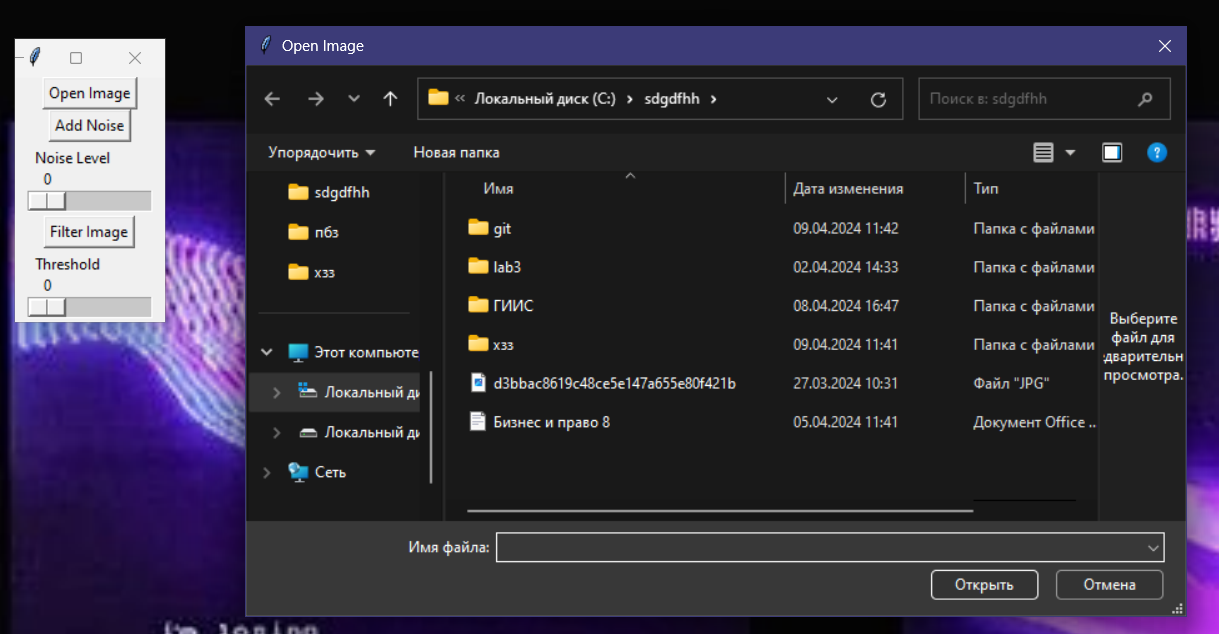 Open Image
Add Noise
Noise Level
0
Filter Image
Threshold
0
Open Image
« Локальный диск (C:) › sdgdfhh ›
Поиск в: sdgdfhh
Упорядочить
Новая папка
?
sdgdfhh
пбз
хзз
Этот компьюте
Локальный ди
Локальный ди
Сеть
Имя Дата изменения Тип
git 09.04.2024 11:42 Папка с файлами
lab3 02.04.2024 14:33 Папка с файлами
ГИИС 08.04.2024 16:47 Папка с файлами
хзз 09.04.2024 11:41 Папка с файлами
d3bbac8619c48ce5e147a655e80f421b 27.03.2024 10:31 Файл "JPG"
Бизнес и право 8 05.04.2024 11:41 Документ Office ..
Выберите
файл для
дварительн
просмотра.
Имя файла:
Открыть Отмена